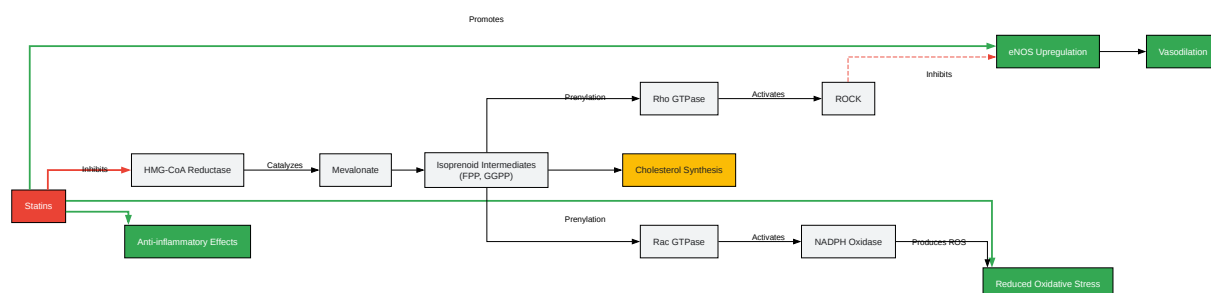 Promotes
eNOS Upregulation
Vasodilation
Inhibits
Prenylation
Rho GTPase
Activates
ROCK
Inhibits
HMG-CoA Reductase
Catalyzes
Mevalonate
Isoprenoid Intermediates
(FPP, GGPP)
Cholesterol Synthesis
Statins
Anti-inflammatory Effects
Prenylation
Rac GTPase
Activates
NADPH Oxidase
Produces ROS
Reduced Oxidative Stress